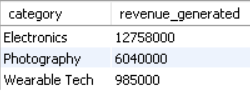 category revenue_generated
Electronics 12758000
Photography 6040000
Wearable Tech 985000